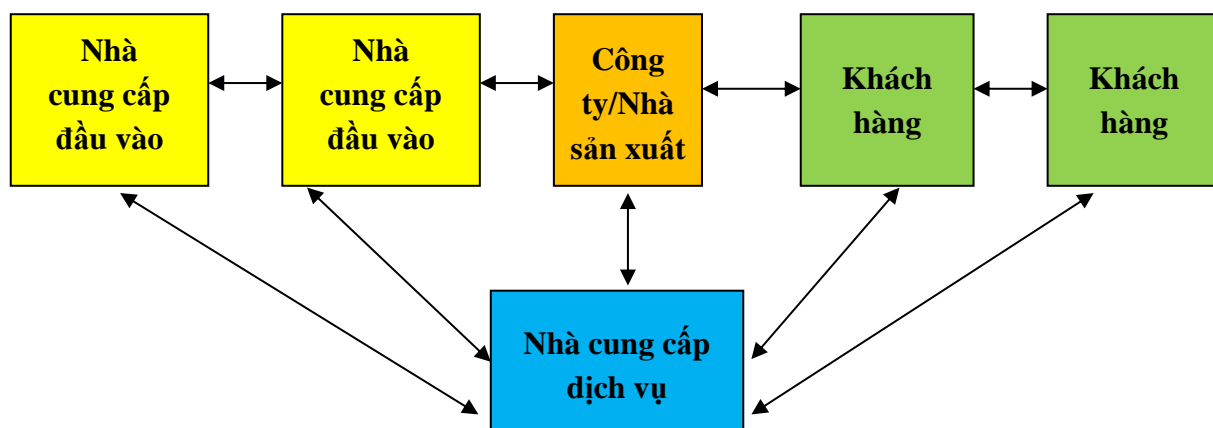 Nhà
cung cấp
đầu vào
Nhà
cung cấp
đầu vào
Công
ty/Nhà
sản xuất
Khách
hàng
Khách
hàng
Nhà cung cấp
dịch vụ